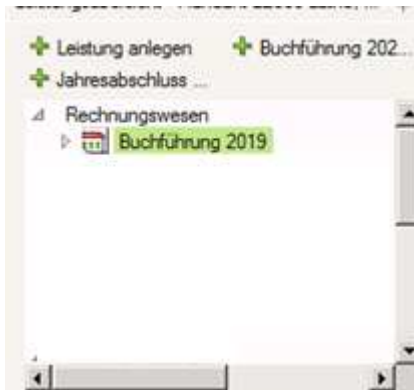 Leistung anlegen Buchführung 202...
Jahresabschluss ...
Rechnungswesen
Buchführung 2019